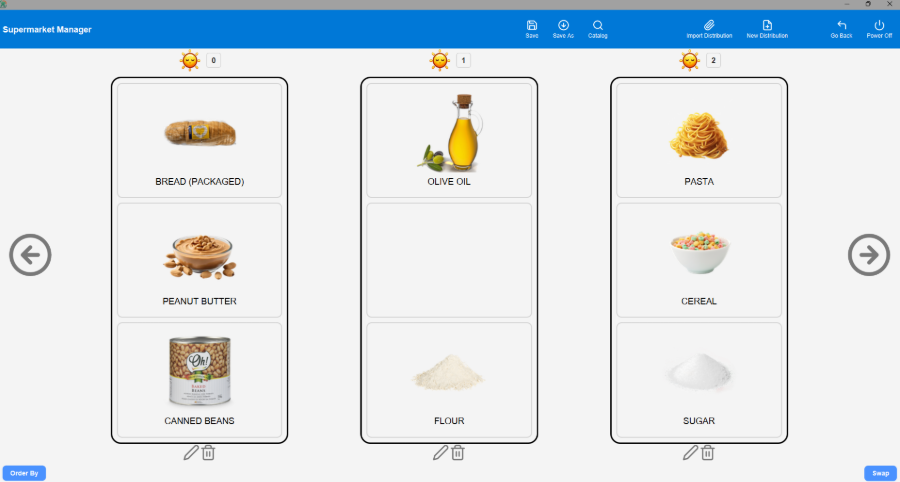 Supermarket Manager
Save
Save As
Catalog
Import Distribution
New Distribution
Go Back
Power Off
0
1
2
BREAD (PACKAGED)
OLIVE OIL
PASTA
PEANUT BUTTER
CEREAL
Oh!
BEANS
CANNED BEANS
FLOUR
SUGAR
Order By
Swap